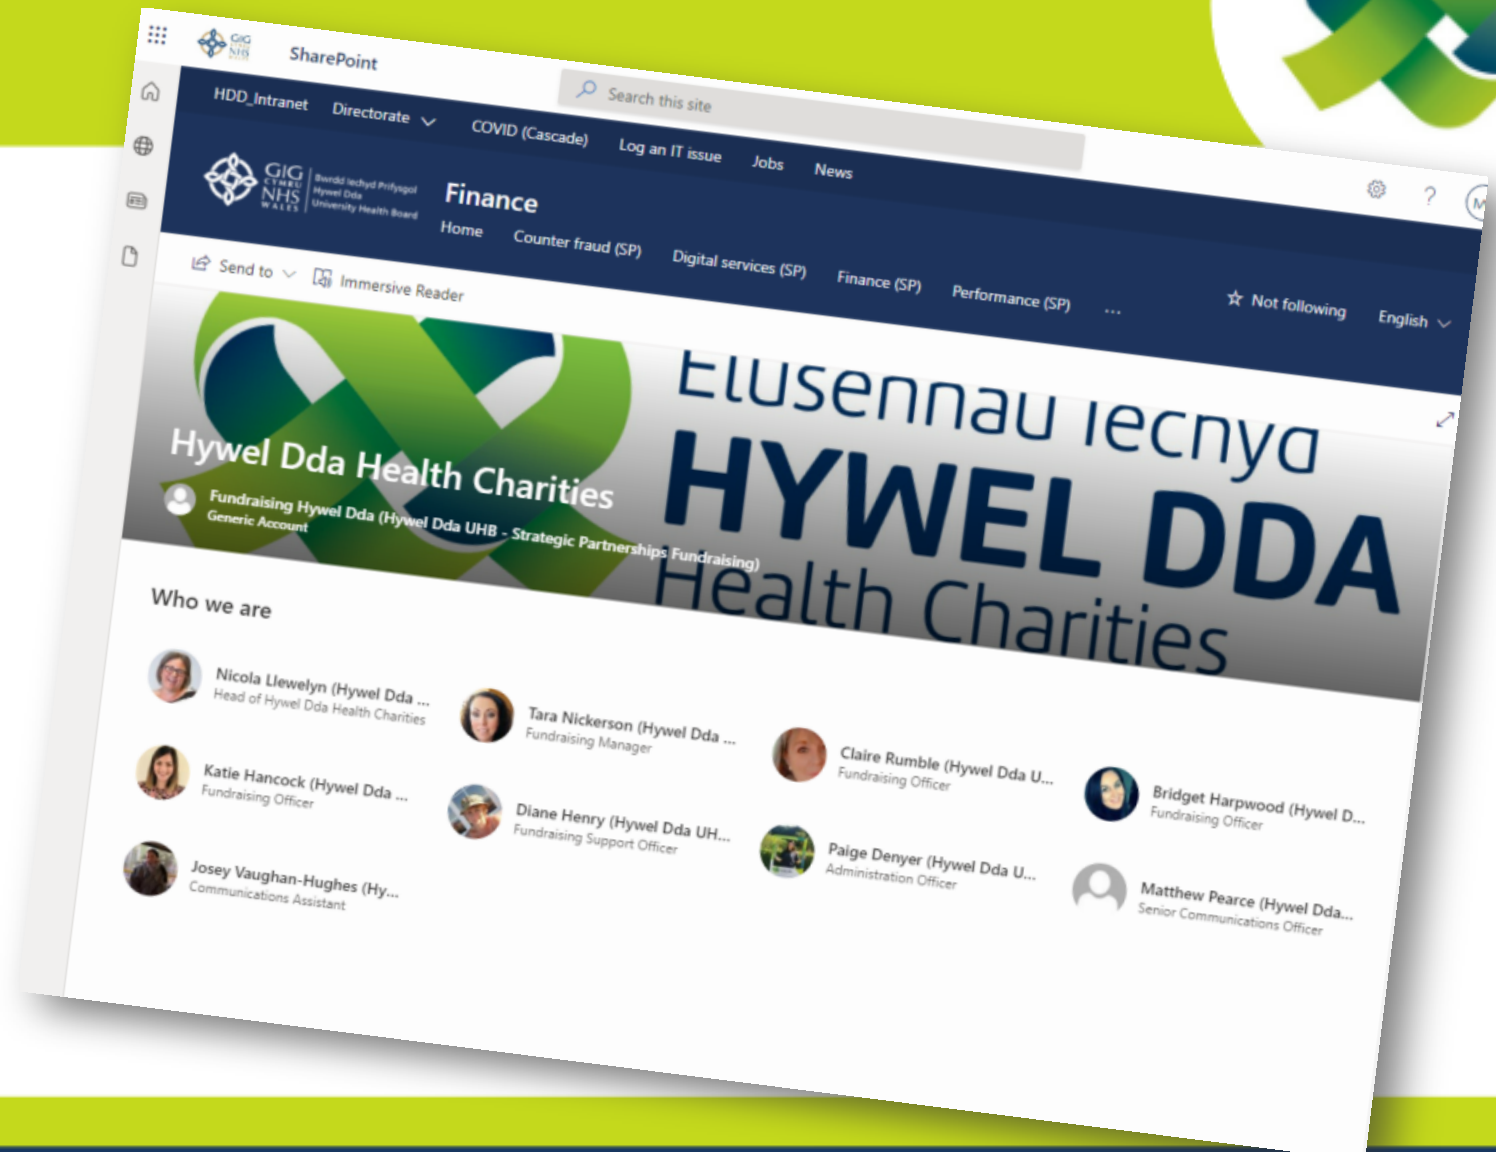 GIG
CYMRU
NHS
WALES
SharePoint
Search this site
HDD_Intranet
Directorate
COVID (Cascade)
Log an IT issue
Jobs
News
GIG
CYMRU
NHS
WALES
Bwrdd Iechyd Prifysgol
Hywel Dda
University Health Board
Finance
Home
Counter fraud (SP)
Digital services (SP)
Finance (SP)
Performance (SP)
...
Not following
English
Send to
Immersive Reader
Elusennau Iechyd
HYWEL DDA
Health Charities
Hywel Dda Health Charities
Fundraising Hywel Dda (Hywel Dda UHB - Strategic Partnerships Fundraising)
Generic Account
Who we are
Nicola Llewelyn (Hywel Dda ...
Head of Hywel Dda Health Charities
Tara Nickerson (Hywel Dda ...
Fundraising Manager
Claire Rumble (Hywel Dda U...
Fundraising Officer
Bridget Harpwood (Hywel D...
Fundraising Officer
Katie Hancock (Hywel Dda ...
Fundraising Officer
Diane Henry (Hywel Dda UH...
Fundraising Support Officer
Paige Denyer (Hywel Dda U...
Administration Officer
Matthew Pearce (Hywel Dda...
Senior Communications Officer
Josey Vaughan-Hughes (Hy...
Communications Assistant